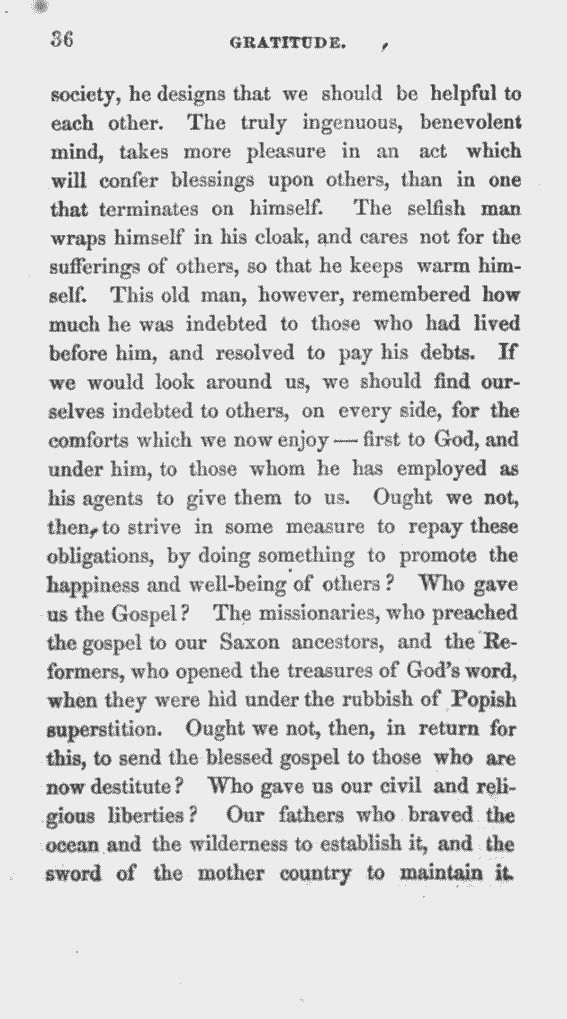 36 GRATITUDE.
society, he designs that we should be helpful to
each other. The truly ingenuous, benevolent
mind, takes more pleasure in an act which
will confer blessings upon others, than in one
that terminates on himself. The selfish man
wraps himself in his cloak, and cares not for the
sufferings of others, so that he keeps warm him-
self. This old man, however, remembered how
much he was indebted to those who had lived
before him, and resolved to pay his debts. If
we would look around us, we should find our-
selves indebted to others, on every side, for the
comforts which we now enjoy — first to God, and
under him, to those whom he has employed as
his agents to give them to us. Ought we not,
then, to strive in some measure to repay these
obligations, by doing something to promote the
happiness and well-being of others? Who gave
us the Gospel? The missionaries, who preached
the gospel to our Saxon ancestors, and the Re-
formers, who opened the treasures of God's word,
when they were hid under the rubbish of Popish
superstition. Ought we not, then, in return for
this, to send the blessed gospel to those who are
now destitute? Who gave us our civil and reli-
gious liberties? Our fathers who braved the
ocean and the wilderness to establish it, and the
sword of the mother country to maintain it.